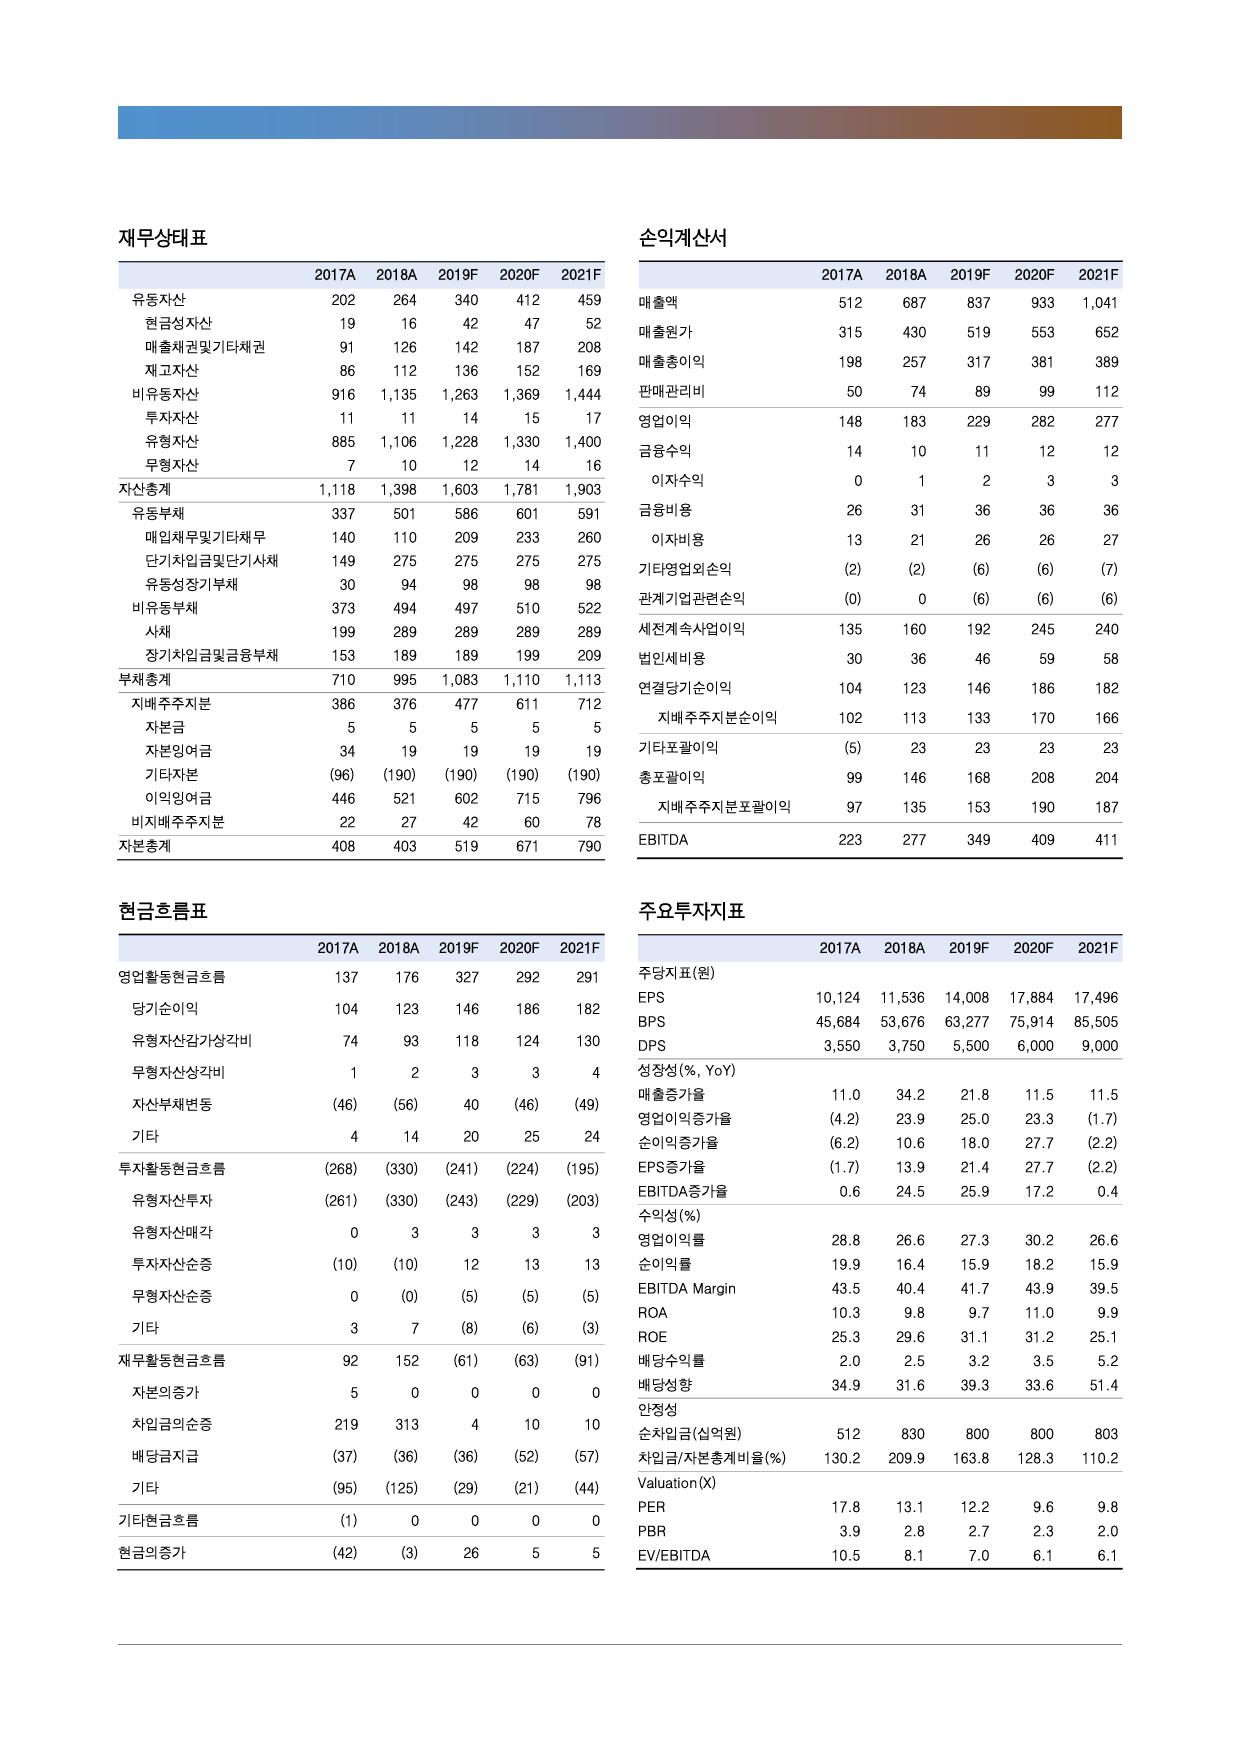 재무상태표
2017A 2018A 2019F 2020F 2021F
유동자산 202 264 340 412 459
현금성자산 19 16 42 47 52
매출채권및기타채권 91 126 142 187 208
재고자산 86 112 136 152 169
비유동자산 916 1,135 1,263 1,369 1,444
투자자산 11 11 14 15 17
유형자산 885 1,106 1,228 1,330 1,400
무형자산 7 10 12 14 16
자산총계 1,118 1,398 1,603 1,781 1,903
유동부채 337 501 586 601 591
매입채무및기타채무 140 110 209 233 260
단기차입금및단기사채 149 275 275 275 275
유동성장기부채 30 94 98 98 98
비유동부채 373 494 497 510 522
사채 199 289 289 289 289
장기차입금및금융부채 153 189 189 199 209
부채총계 710 995 1,083 1,110 1,113
지배주주지분 386 376 477 611 712
자본금 5 5 5 5 5
자본잉여금 34 19 19 19 19
기타자본 (96) (190) (190) (190) (190)
이익잉여금 446 521 602 715 796
비지배주주지분 22 27 42 60 78
자본총계 408 403 519 671 790
손익계산서
2017A 2018A 2019F 2020F 2021F
매출액 512 687 837 933 1,041
매출원가 315 430 519 553 652
매출총이익 198 257 317 381 389
판매관리비 50 74 89 99 112
영업이익 148 183 229 282 277
금융수익 14 10 11 12 12
이자수익 0 1 2 3 3
금융비용 26 31 36 36 36
이자비용 13 21 26 26 27
기타영업외손익 (2) (2) (6) (6) (7)
관계기업관련손익 (0) 0 (6) (6) (6)
세전계속사업이익 135 160 192 245 240
법인세비용 30 36 46 59 58
연결당기순이익 104 123 146 186 182
지배주주지분순이익 102 113 133 170 166
기타포괄이익 (5) 23 23 23 23
총포괄이익 99 146 168 208 204
지배주주지분포괄이익 97 135 153 190 187
EBITDA 223 277 349 409 411
현금흐름표
2017A 2018A 2019F 2020F 2021F
영업활동현금흐름 137 176 327 292 291
당기순이익 104 123 146 186 182
유형자산감가상각비 74 93 118 124 130
무형자산상각비 1 2 3 3 4
자산부채변동 (46) (56) 40 (46) (49)
기타 4 14 20 25 24
투자활동현금흐름 (268) (330) (241) (224) (195)
유형자산투자 (261) (330) (243) (229) (203)
유형자산매각 0 3 3 3 3
투자자산순증 (10) (10) 12 13 13
무형자산순증 0 (0) (5) (5) (5)
기타 3 7 (8) (6) (3)
재무활동현금흐름 92 152 (61) (63) (91)
자본의증가 5 0 0 0 0
차입금의순증 219 313 4 10 10
배당금지급 (37) (36) (36) (52) (57)
기타 (95) (125) (29) (21) (44)
기타현금흐름 (1) 0 0 0 0
현금의증가 (42) (3) 26 5 5
주요투자지표
2017A 2018A 2019F 2020F 2021F
주당지표(원)
EPS 10,124 11,536 14,008 17,884 17,496
BPS 45,684 53,676 63,277 75,914 85,505
DPS 3,550 3,750 5,500 6,000 9,000
성장성(%, YoY)
매출증가율 11.0 34.2 21.8 11.5 11.5
영업이익증가율 (4.2) 23.9 25.0 23.3 (1.7)
순이익증가율 (6.2) 10.6 18.0 27.7 (2.2)
EPS증가율 (1.7) 13.9 21.4 27.7 (2.2)
EBITDA증가율 0.6 24.5 25.9 17.2 0.4
수익성(%)
영업이익률 28.8 26.6 27.3 30.2 26.6
순이익률 19.9 16.4 15.9 18.2 15.9
EBITDA Margin 43.5 40.4 41.7 43.9 39.5
ROA 10.3 9.8 9.7 11.0 9.9
ROE 25.3 29.6 31.1 31.2 25.1
배당수익률 2.0 2.5 3.2 3.5 5.2
배당성향 34.9 31.6 39.3 33.6 51.4
안정성
순차입금(십억원) 512 830 800 800 803
차입금/자본총계비율(%) 130.2 209.9 163.8 128.3 110.2
Valuation(X)
PER 17.8 13.1 12.2 9.6 9.8
PBR 3.9 2.8 2.7 2.3 2.0
EV/EBITDA 10.5 8.1 7.0 6.1 6.1